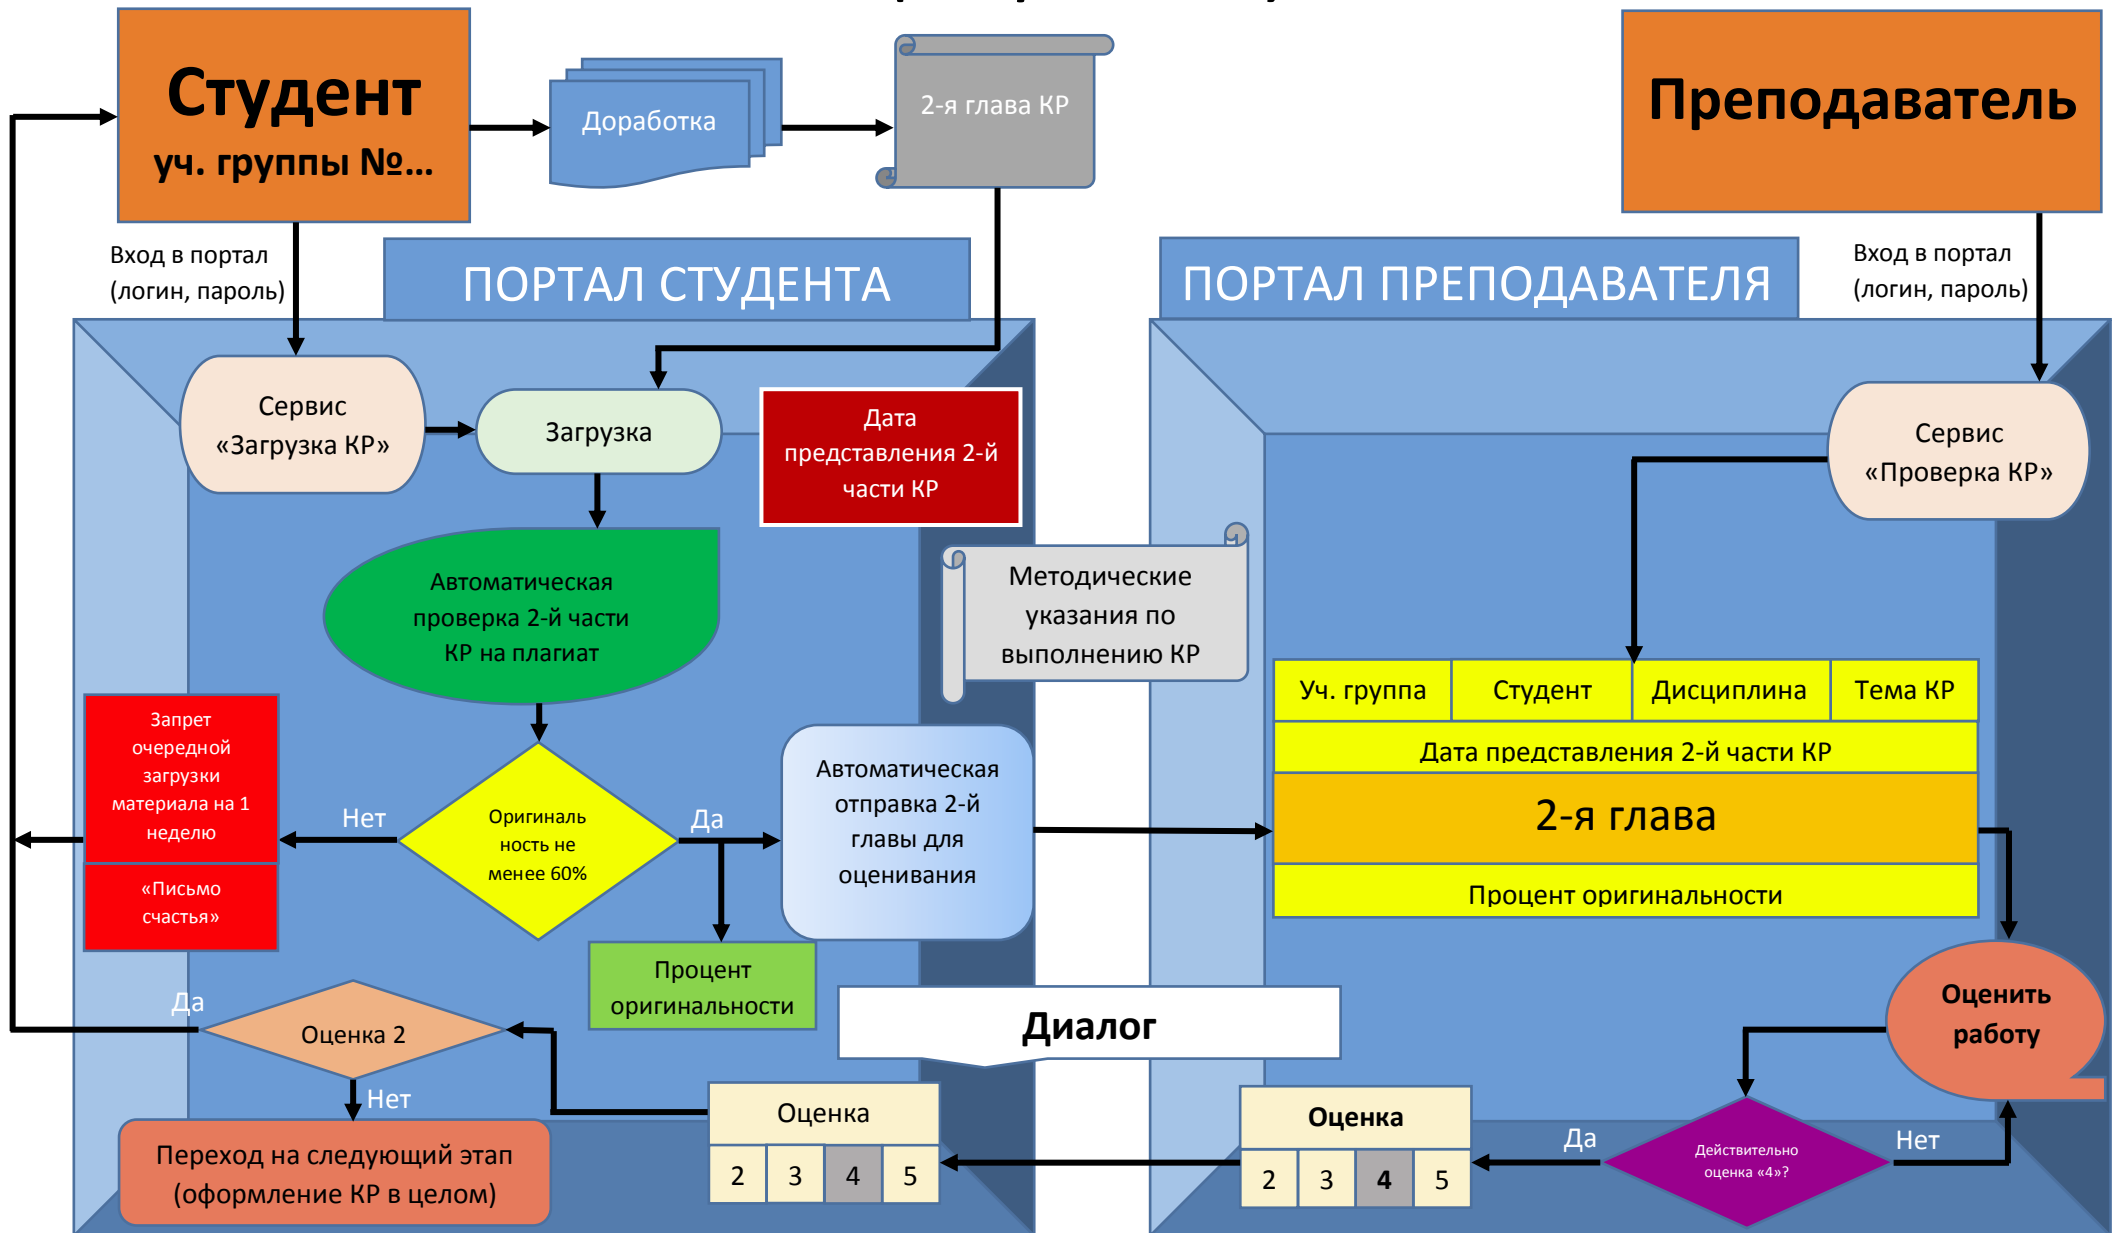 Студент
уч. группы №...
Доработка
2-я глава КР
Преподаватель
Вход в портал
(логин, пароль)
ПОРТАЛ СТУДЕНТА
ПОРТАЛ ПРЕПОДАВАТЕЛЯ
Вход в портал
(логин, пароль)
Сервис
«Загрузка КР»
Загрузка
Дата
представления 2-й
части КР
Сервис
«Проверка КР»
Автоматическая
проверка 2-й части
КР на плагиат
Методические
указания по
выполнению КР
Уч. группа
Студент
Дисциплина
Тема КР
Дата представления 2-й части КР
2-я глава
Процент оригинальности
Запрет
очередной
загрузки
материала на 1
неделю
«Письмо
счастья»
Нет
Оригиналь
ность не
менее 60%
Да
Автоматическая
отправка 2-й
главы для
оценивания
Процент
оригинальности
Оценить
работу
Да
Оценка 2
Нет
Диалог
Переход на следующий этап
(оформление КР в целом)
Оценка
2 3 4 5
Оценка
2 3 4 5
Да
Действительно
оценка «4»?
Нет